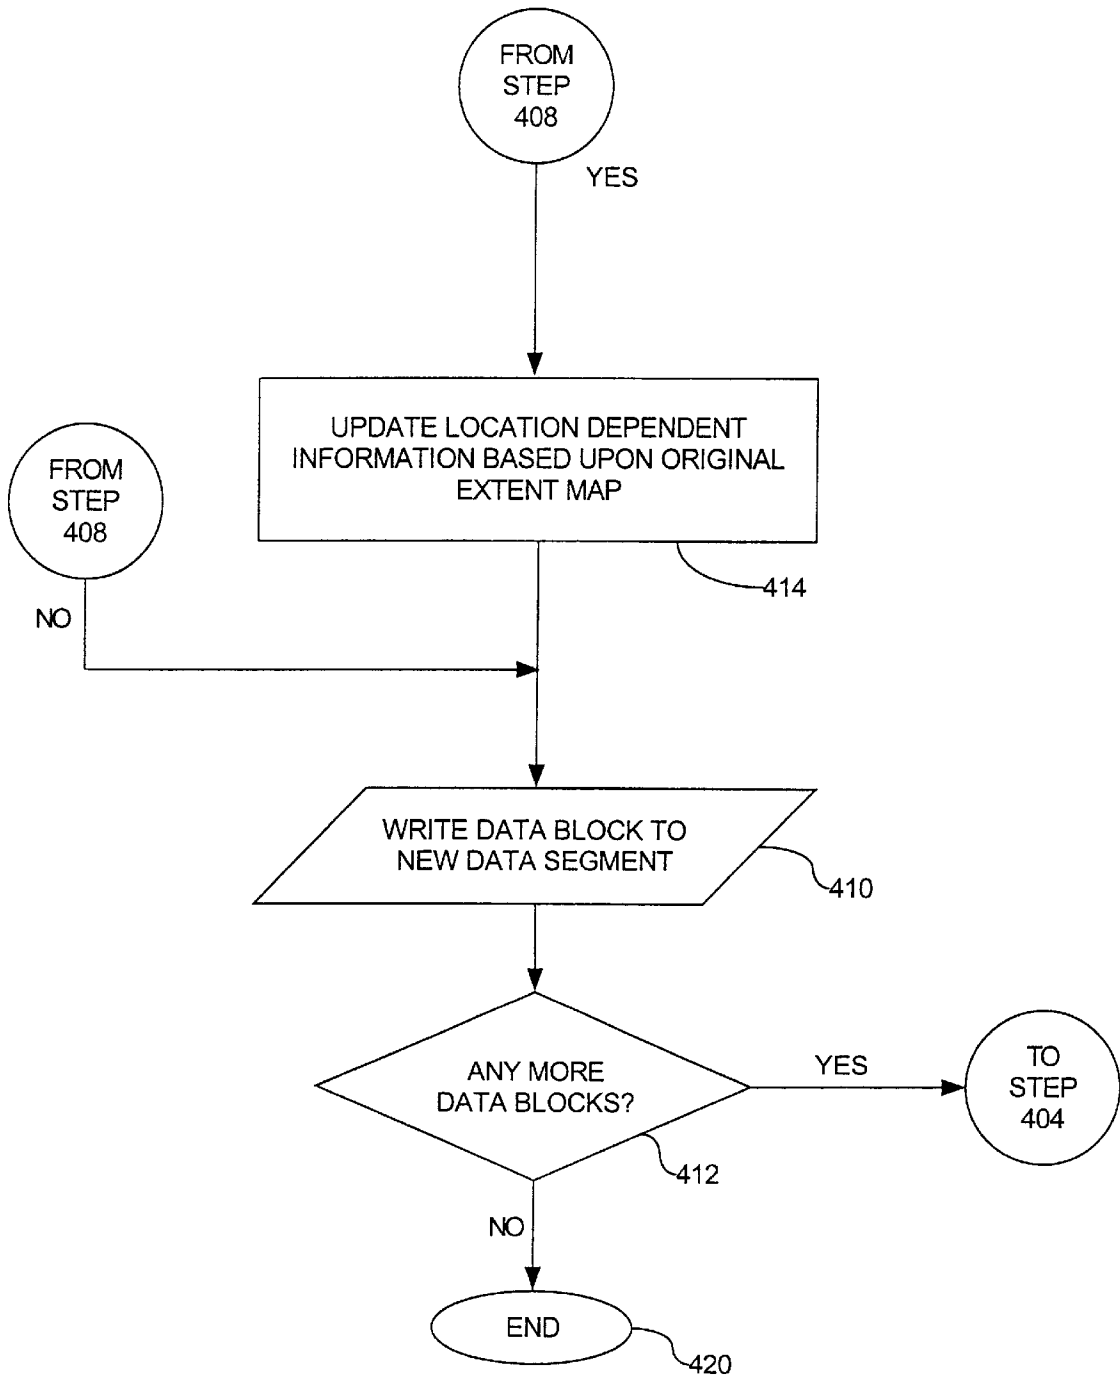 FROM
STEP
408
YES
UPDATE LOCATION DEPENDENT
INFORMATION BASED UPON ORIGINAL
EXTENT MAP
414
FROM
STEP
408
NO
WRITE DATA BLOCK TO
NEW DATA SEGMENT
410
ANY MORE
DATA BLOCKS?
412
YES
TO
STEP
404
NO
END
420